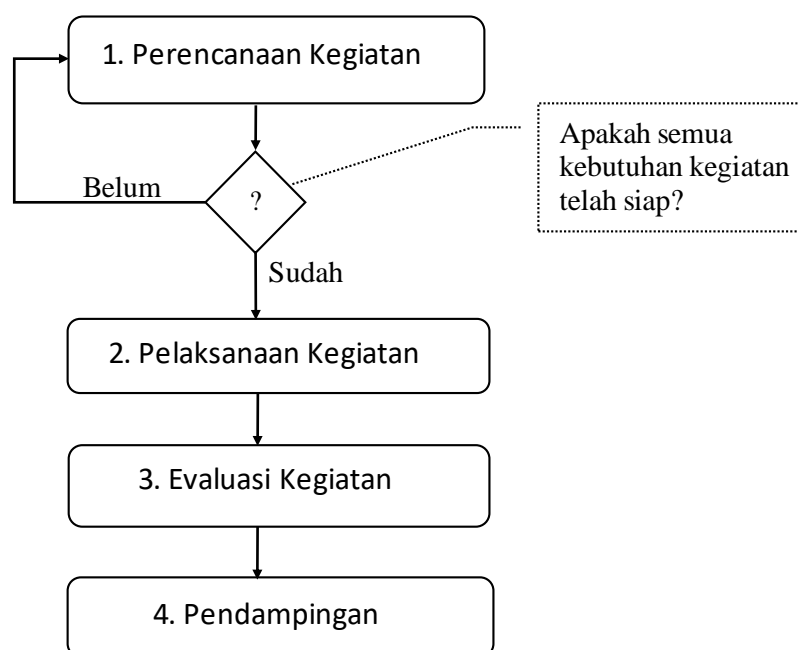 1. Perencanaan Kegiatan
Apakah semua
kebutuhan kegiatan
telah siap?
Belum
?
Sudah
2. Pelaksanaan Kegiatan
3. Evaluasi Kegiatan
4. Pendampingan